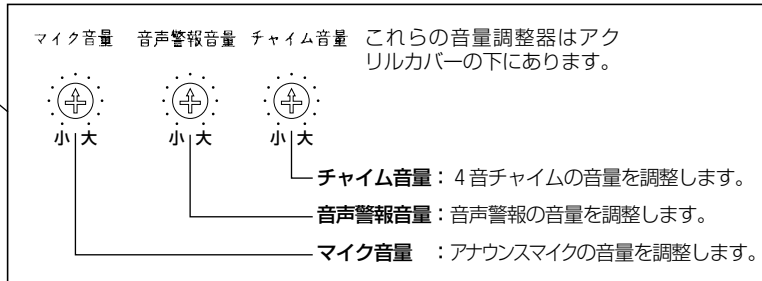 マイク音量 音声警報音量 チャイム音量 これらの音量調整器はアク
リルカバーの下にあります。
小 大 小 大 小 大
チャイム音量：４音チャイムの音量を調整します。
音声警報音量：音声警報の音量を調整します。
マイク音量　：アナウンスマイクの音量を調整します。